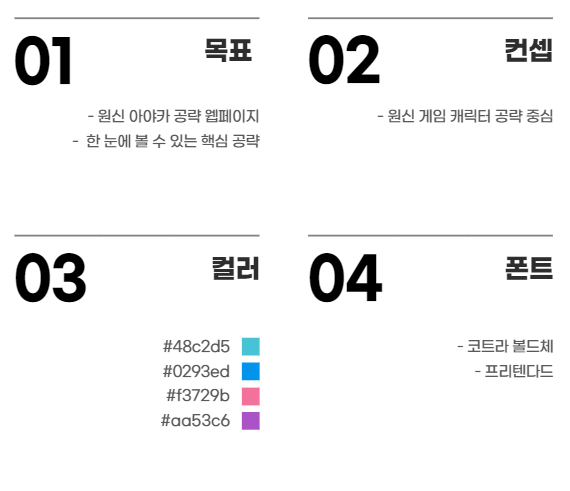 01 목표
- 원신 아야카 공략 웹페이지
- 한 눈에 볼 수 있는 핵심 공략
02 컨셉
- 원신 게임 캐릭터 공략 중심
03 컬러
#48c2d5
#0293ed
#f3729b
#aa53c6
04 폰트
- 코트라 볼드체
- 프리텐다드